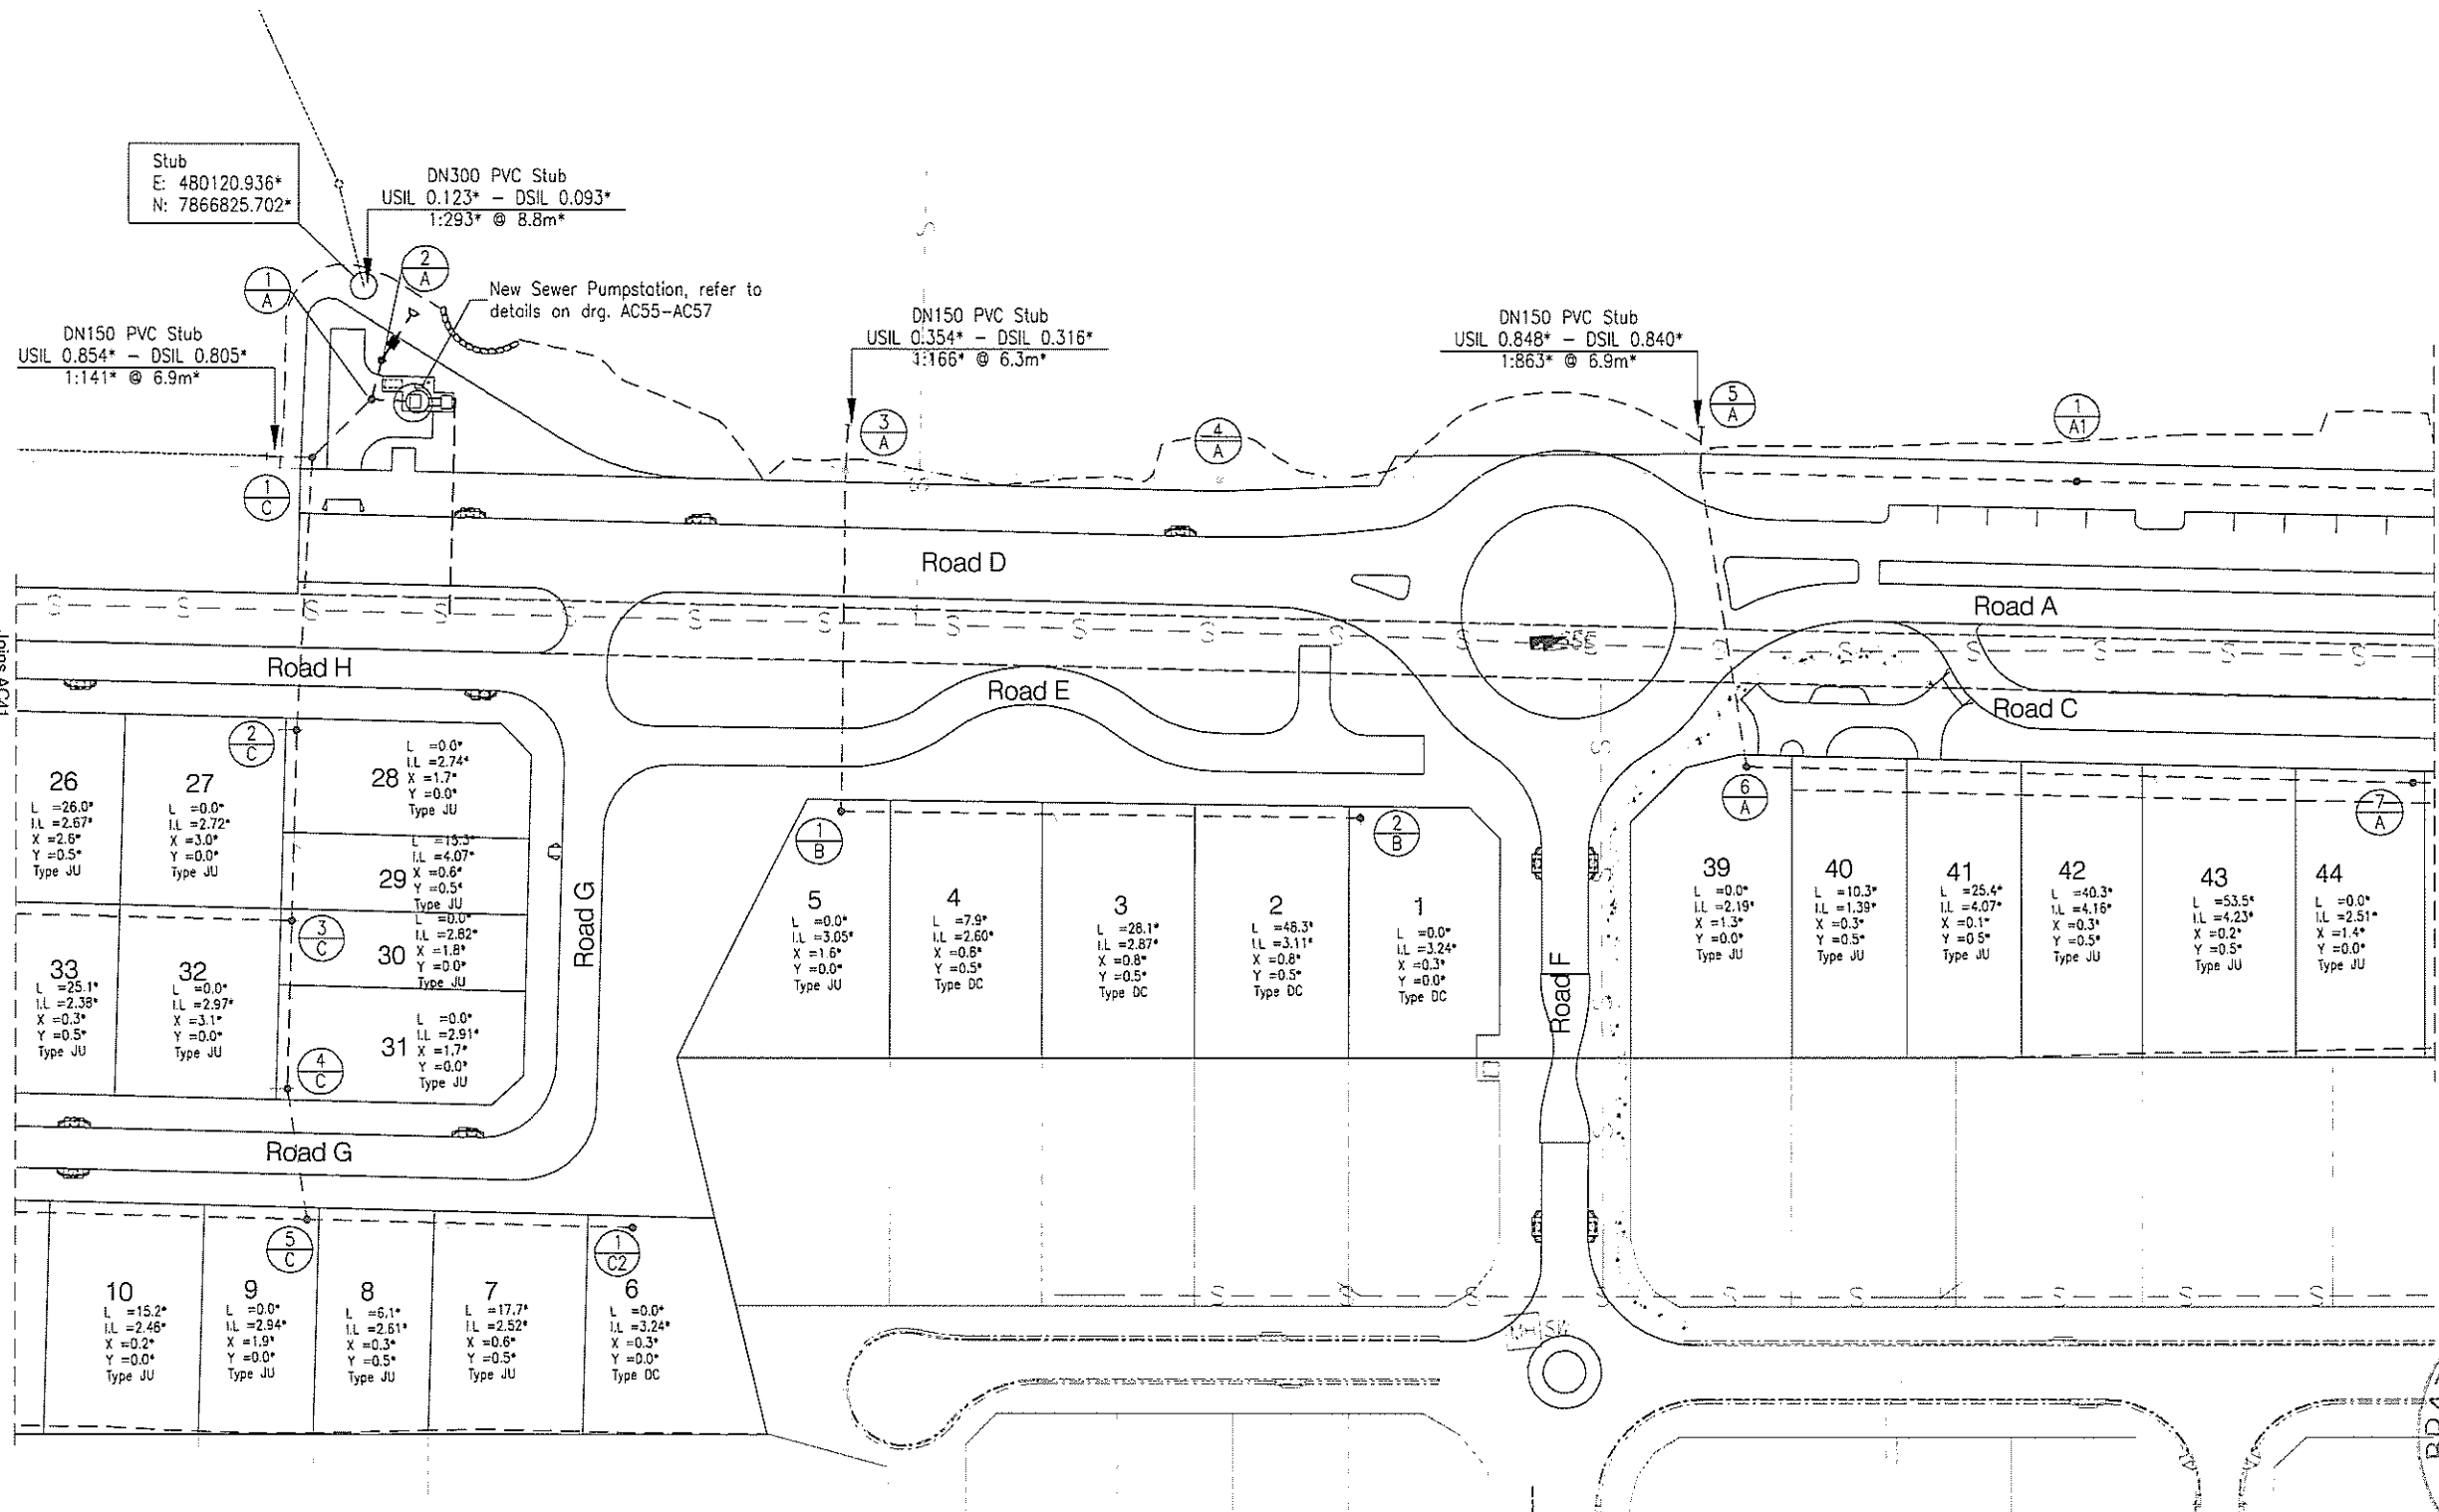 Stub
E: 480120.936*
N: 7866825.702*
DN300 PVC Stub
USIL 0.123* – DSIL 0.093*
1:293* @ 8.8m*
2
A
1
A
New Sewer Pumpstation, refer to
details on drg. AC55-AC57
DN150 PVC Stub
USIL 0.854* – DSIL 0.805*
1:141* @ 6.9m*
DN150 PVC Stub
USIL 0.354* – DSIL 0.316*
1:166* @ 6.3m*
DN150 PVC Stub
USIL 0.848* – DSIL 0.840*
1:863* @ 6.9m*
3
A
4
A
5
A
1
A1
1
C
Road D
Road A
Road H
Road E
Road C
Joins AC41
2
C
26
L =26.0*
I.L =2.67*
X =2.6*
Y =0.5*
Type JU
27
L =0.0*
I.L =2.72*
X =3.0*
Y =0.0*
Type JU
28
L =0.0*
I.L =2.74*
X =1.7*
Y =0.0*
Type JU
29
L =15.3*
I.L =4.07*
X =0.6*
Y =0.5*
Type JU
30
L =0.0*
I.L =2.82*
X =1.8*
Y =0.0*
Type JU
31
L =0.0*
I.L =2.91*
X =1.7*
Y =0.0*
Type JU
3
C
33
L =25.1*
I.L =2.38*
X =0.3*
Y =0.5*
Type JU
32
L =0.0*
I.L =2.97*
X =3.1*
Y =0.0*
Type JU
4
C
Road G
Road G
1
B
2
B
5
L =0.0*
I.L =3.05*
X =1.6*
Y =0.0*
Type JU
4
L =7.9*
I.L =2.60*
X =0.6*
Y =0.5*
Type DC
3
L =28.1*
I.L =2.87*
X =0.8*
Y =0.5*
Type DC
2
L =48.3*
I.L =3.11*
X =0.8*
Y =0.5*
Type DC
1
L =0.0*
I.L =3.24*
X =0.3*
Y =0.0*
Type DC
Road F
6
A
7
A
39
L =0.0*
I.L =2.19*
X =1.3*
Y =0.0*
Type JU
40
L =10.3*
I.L =1.39*
X =0.3*
Y =0.5*
Type JU
41
L =25.4*
I.L =4.07*
X =0.1*
Y =0.5*
Type JU
42
L =40.3*
I.L =4.16*
X =0.3*
Y =0.5*
Type JU
43
L =53.5*
I.L =4.23*
X =0.2*
Y =0.5*
Type JU
44
L =0.0*
I.L =2.51*
X =1.4*
Y =0.0*
Type JU
5
C
1
C2
10
L =15.2*
I.L =2.46*
X =0.2*
Y =0.0*
Type JU
9
L =0.0*
I.L =2.94*
X =1.9*
Y =0.0*
Type JU
8
L =6.1*
I.L =2.61*
X =0.3*
Y =0.5*
Type JU
7
L =17.7*
I.L =2.52*
X =0.6*
Y =0.5*
Type JU
6
L =0.0*
I.L =3.24*
X =0.3*
Y =0.0*
Type DC